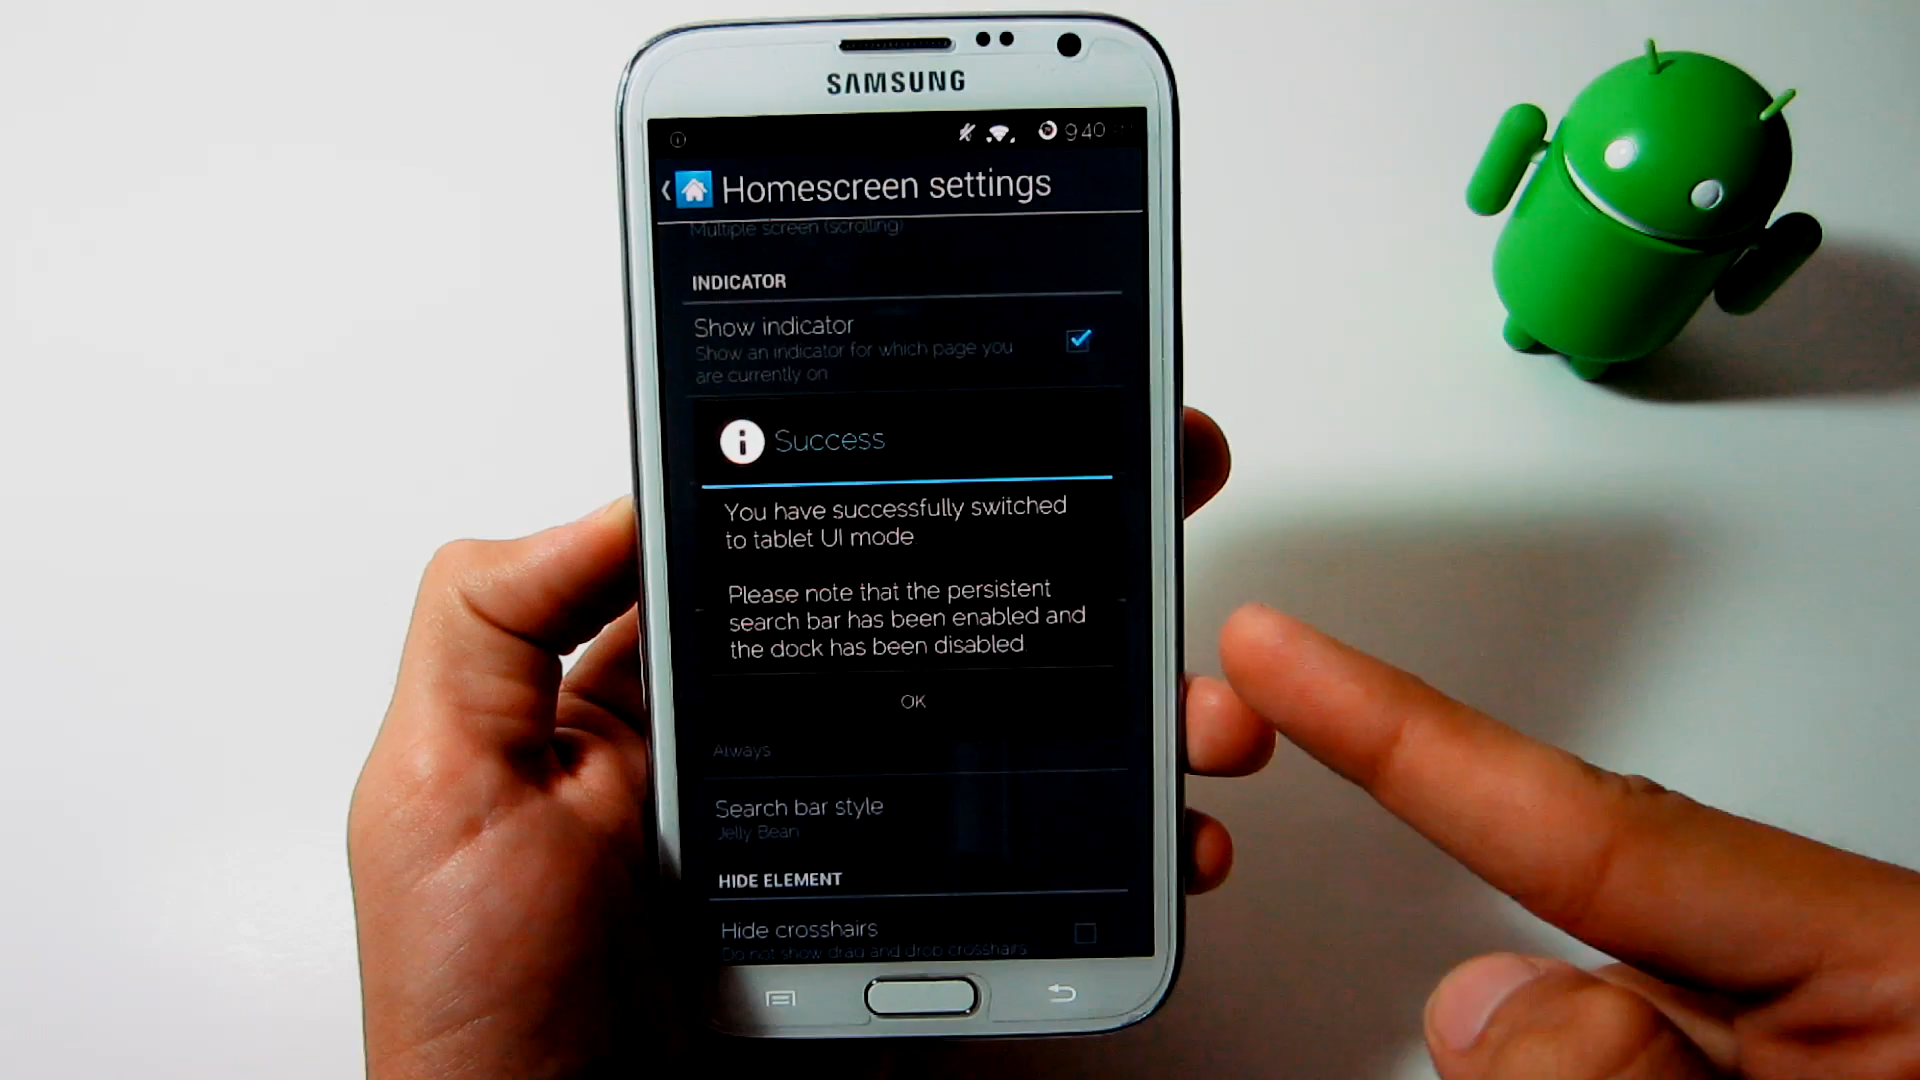 SAMSUNG
9:40
Homescreen settings
Multiple screen (scrolling)
INDICATOR
Show indicator
Show an indicator for which page you
are currently on
Success
You have successfully switched
to tablet UI mode.
Please note that the persistent
search bar has been enabled and
the dock has been disabled.
OK
Always
Search bar style
Jelly Bean
HIDE ELEMENT
Hide crosshairs
Do not show drag and drop crosshairs